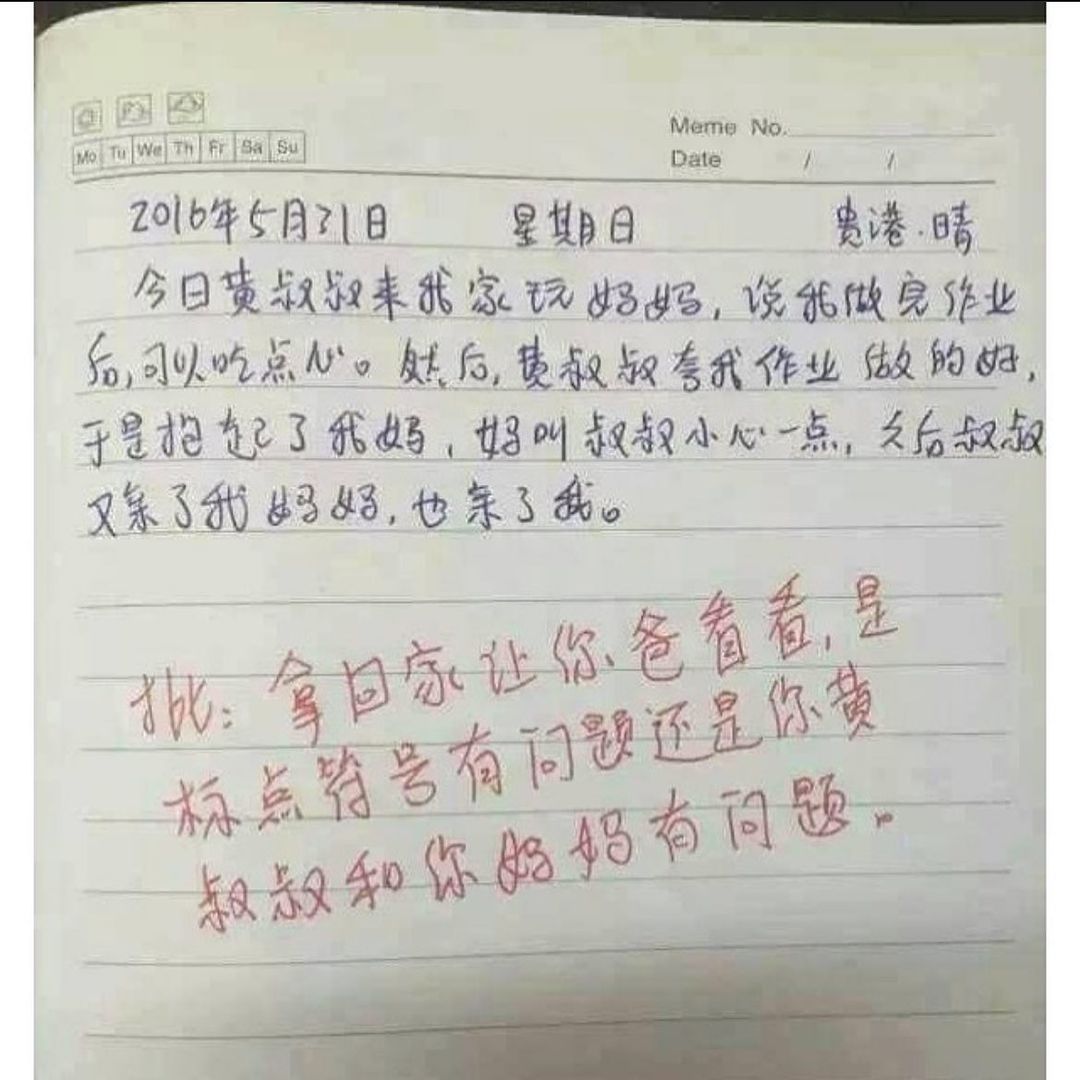 Meme No.
Date / /
Mo Tu We Th Fr Sa Su
2016年5月31日 星期日 贵港·晴
今日黄叔叔来我家玩妈妈,说我做完作业
后,可以吃点心。然后,黄叔叔夸我作业做的好,
于是抱起了我妈,妈叫叔叔小心一点,久后叔叔
又亲了我妈妈,也亲了我。
批:拿回家让你爸看看,是
标点符号有问题还是你黄
叔叔和你妈妈有问题。